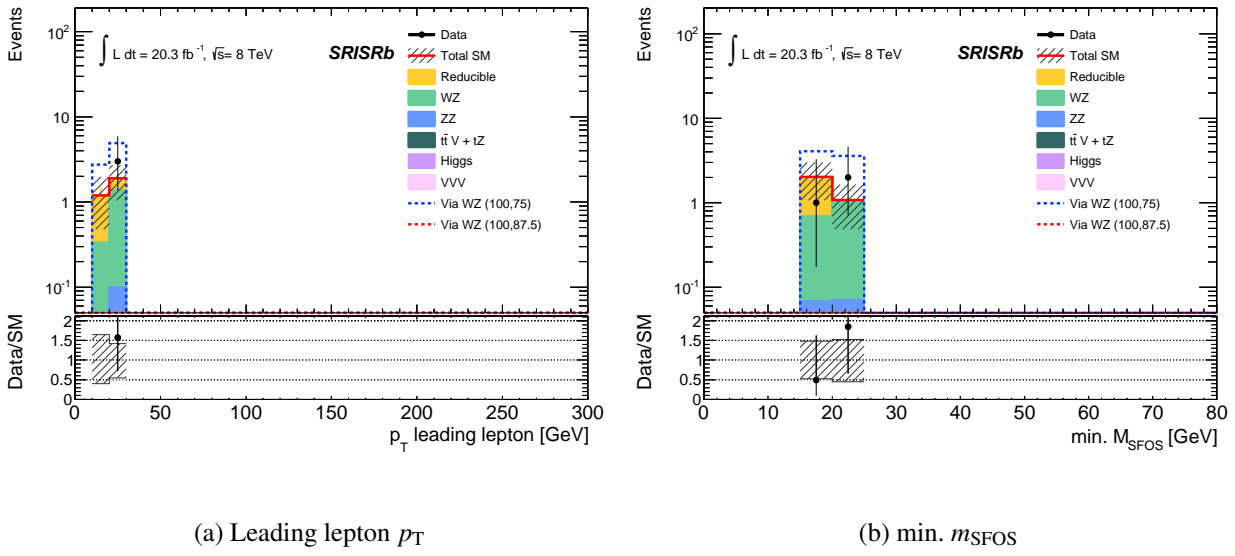 Events
10²
10
1
10⁻¹
∫ L dt = 20.3 fb⁻¹, √s= 8 TeV
SRISRb
Data
Total SM
Reducible
WZ
ZZ
tt̄ V + tZ
Higgs
VVV
Via WZ (100,75)
Via WZ (100,87.5)
Data/SM
2
1.5
1
0.5
0
0 50 100 150 200 250 300
p_T leading lepton [GeV]
Events
10²
10
1
10⁻¹
∫ L dt = 20.3 fb⁻¹, √s= 8 TeV
SRISRb
Data
Total SM
Reducible
WZ
ZZ
tt̄ V + tZ
Higgs
VVV
Via WZ (100,75)
Via WZ (100,87.5)
Data/SM
2
1.5
1
0.5
0
0 10 20 30 40 50 60 70 80
min. M_SFOS [GeV]
(a) Leading lepton p_T
(b) min. m_SFOS